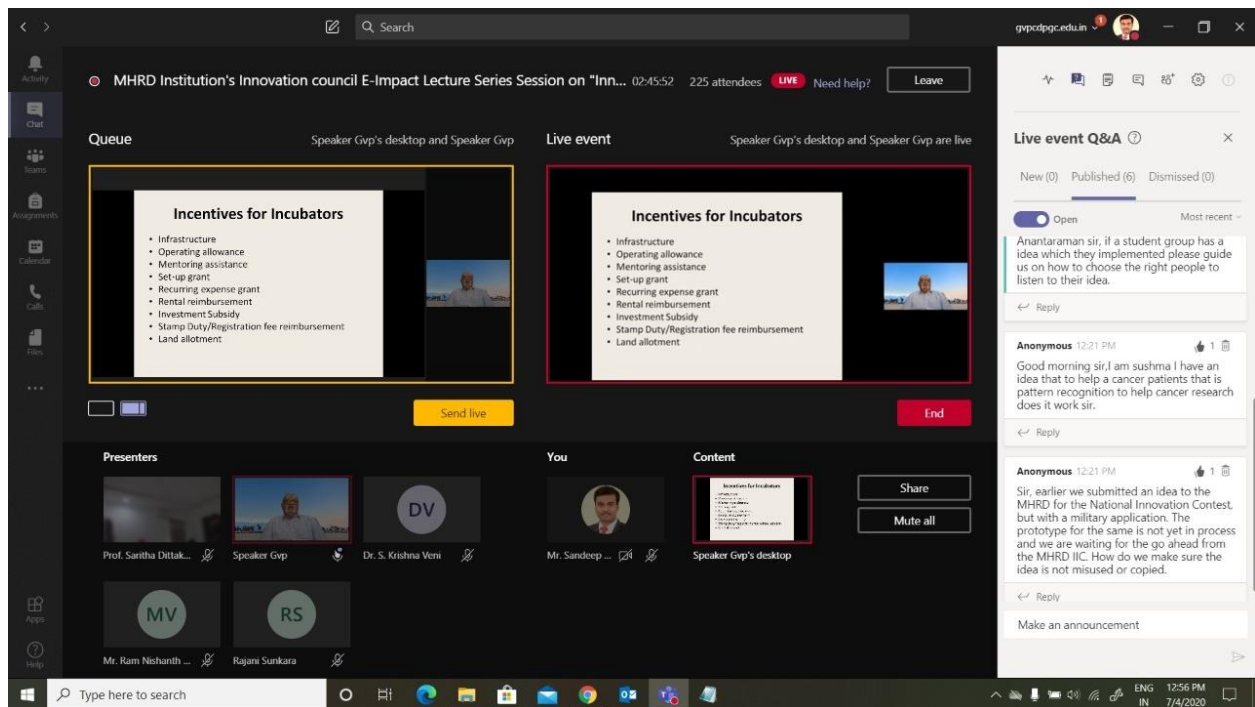 Search
gvpcdpgc.edu.in
1
Activity
Chat
Teams
Assignments
Calendar
Calls
Files
Apps
Help
MHRD Institution's Innovation council E-Impact Lecture Series Session on "Inn... 02:45:52 225 attendees LIVE Need help? Leave
Queue Speaker Gvp's desktop and Speaker Gvp
Incentives for Incubators
• Infrastructure
• Operating allowance
• Mentoring assistance
• Set-up grant
• Recurring expense grant
• Rental reimbursement
• Investment Subsidy
• Stamp Duty/Registration fee reimbursement
• Land allotment
Send live
Live event Speaker Gvp's desktop and Speaker Gvp are live
Incentives for Incubators
• Infrastructure
• Operating allowance
• Mentoring assistance
• Set-up grant
• Recurring expense grant
• Rental reimbursement
• Investment Subsidy
• Stamp Duty/Registration fee reimbursement
• Land allotment
End
Presenters
DV
Prof. Saritha Dittak... Speaker Gvp Dr. S. Krishna Veni
MV RS
Mr. Ram Nishanth ... Rajani Sunkara
You
Mr. Sandeep ...
Content
Incentives for Incubators
Speaker Gvp's desktop
Share
Mute all
Live event Q&A
New (0) Published (6) Dismissed (0)
Open Most recent
Anantaraman sir, if a student group has a
idea which they implemented please guide
us on how to choose the right people to
listen to their idea.
Reply
Anonymous 12:21 PM 1
Good morning sir,I am sushma I have an
idea that to help a cancer patients that is
pattern recognition to help cancer research
does it work sir.
Reply
Anonymous 12:21 PM 1
Sir, earlier we submitted an idea to the
MHRD for the National Innovation Contest,
but with a military application. The
prototype for the same is not yet in process
and we are waiting for the go ahead from
the MHRD IIC. How do we make sure the
idea is not misused or copied.
Reply
Make an announcement
Type here to search
ENG
IN
12:56 PM
7/4/2020